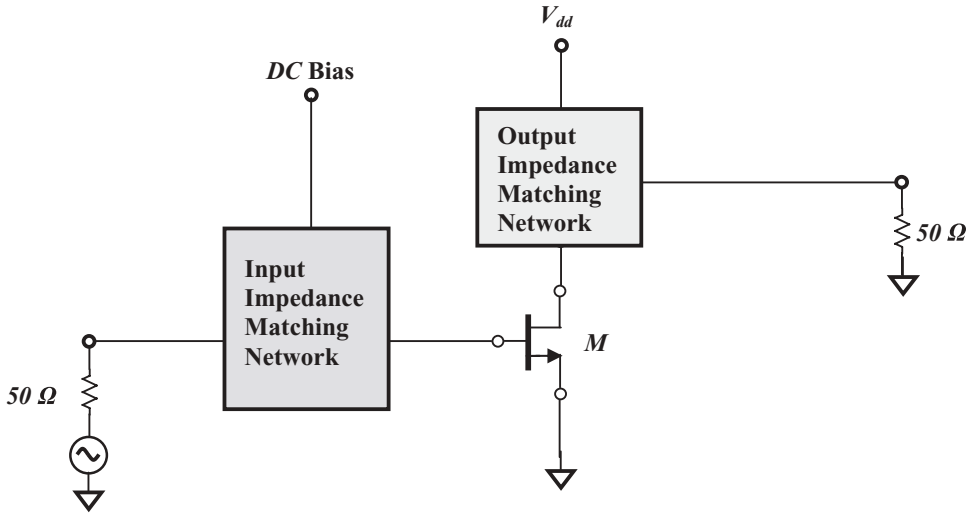 V_dd
DC Bias
Output
Impedance
Matching
Network
50 Ω
Input
Impedance
Matching
Network
M
50 Ω